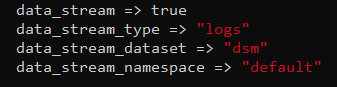 data_stream => true
data_stream_type => "logs"
data_stream_dataset => "dsm"
data_stream_namespace => "default"